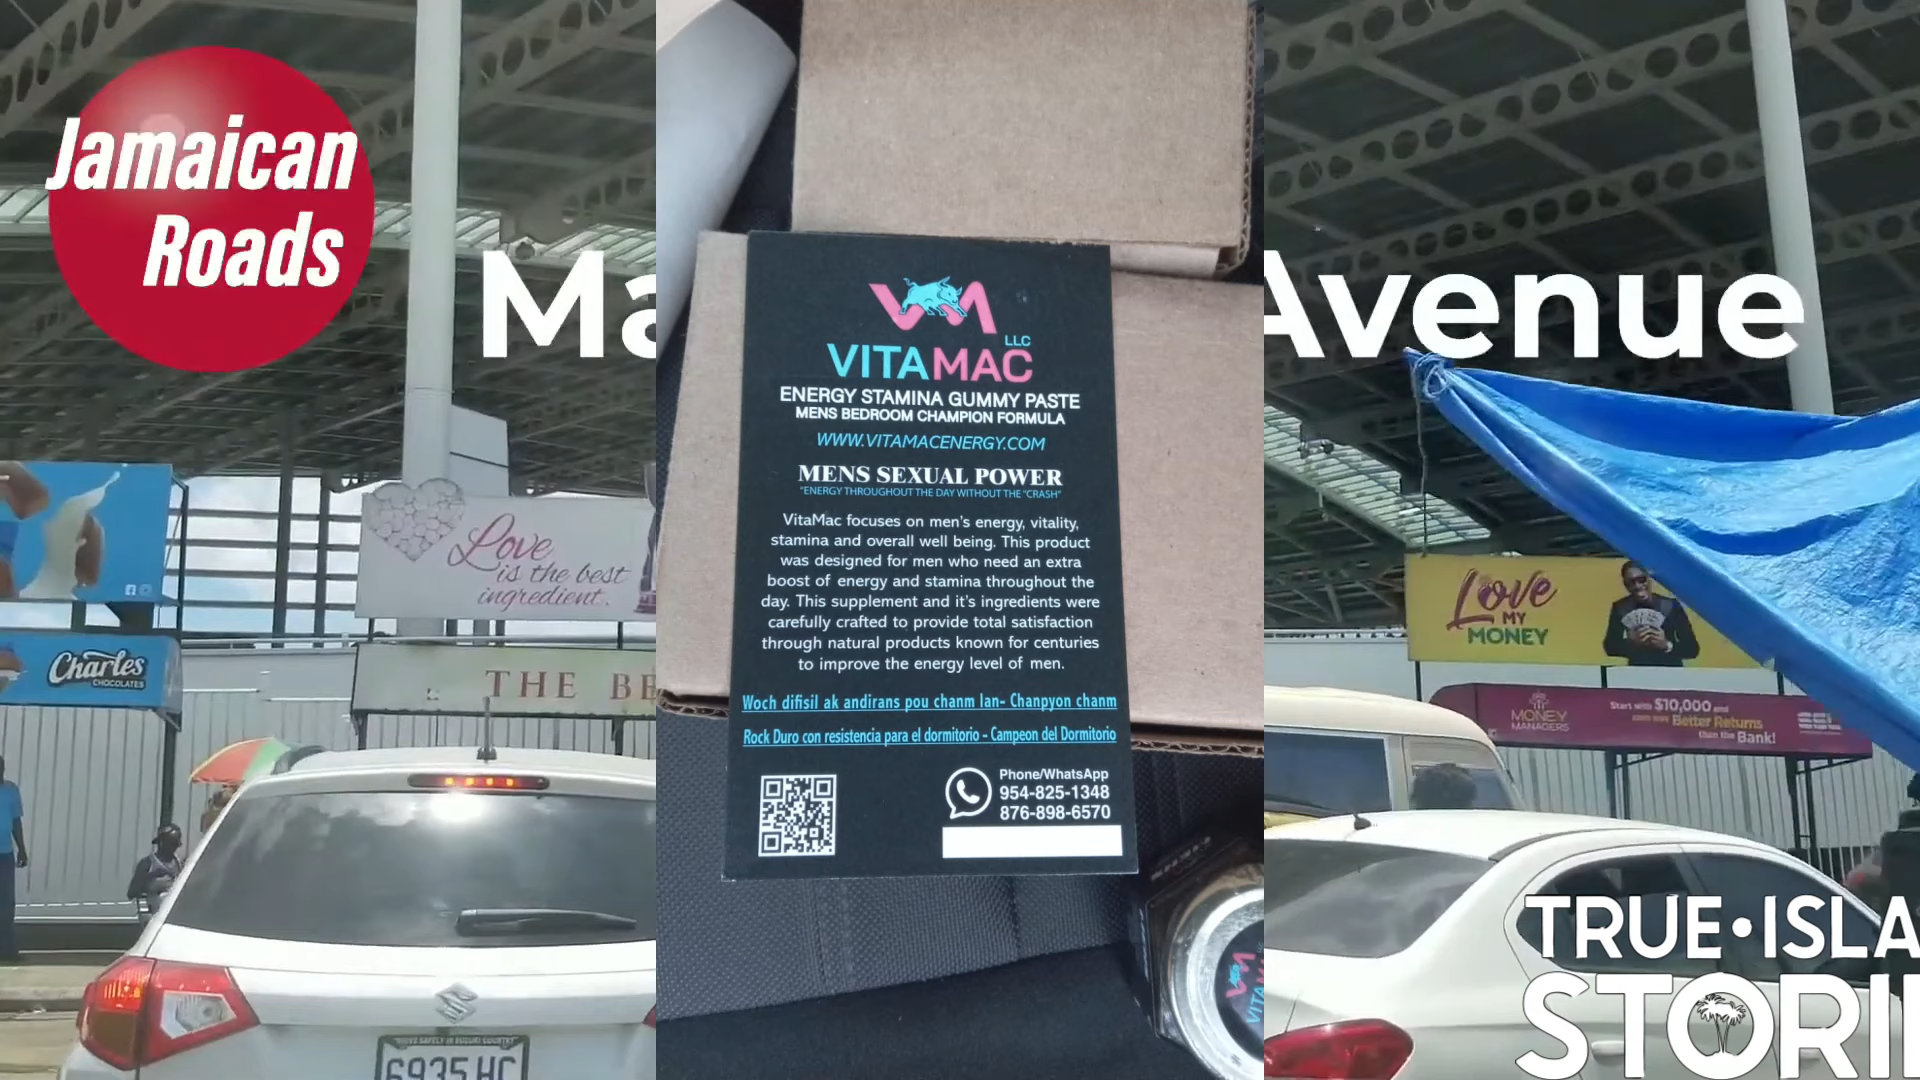 Jamaican
Roads
Ma
Avenue
Love
is the best
ingredient.
Charles
CHOCOLATES
THE BE
6935 HC
VM
LLC
VITAMAC
ENERGY STAMINA GUMMY PASTE
MENS BEDROOM CHAMPION FORMULA
WWW.VITAMACENERGY.COM
MENS SEXUAL POWER
"ENERGY THROUGHOUT THE DAY WITHOUT THE "CRASH"
VitaMac focuses on men's energy, vitality,
stamina and overall well being. This product
was designed for men who need an extra
boost of energy and stamina throughout the
day. This supplement and it's ingredients were
carefully crafted to provide total satisfaction
through natural products known for centuries
to improve the energy level of men.
Woch difisil ak andirans pou chanm lan- Chanpyon chanm
Rock Duro con resistencia para el dormitorio - Campeon del Dormitorio
Phone/WhatsApp
954-825-1348
876-898-6570
Love
MY
MONEY
MONEY
MANAGERS
Start with $10,000 and
earn way Better Returns
than the Bank!
TRUE•ISLA
STORI